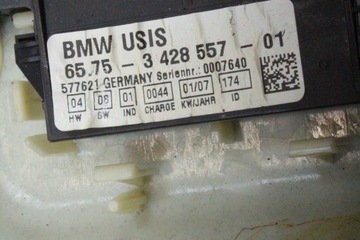 BMW USIS
65.75 - 3 428 557 - 01
577621 GERMANY Seriennr.: 0007640
04 08 01 0044 01/07 174
HW SW IND CHARGE KW/JAHR ID